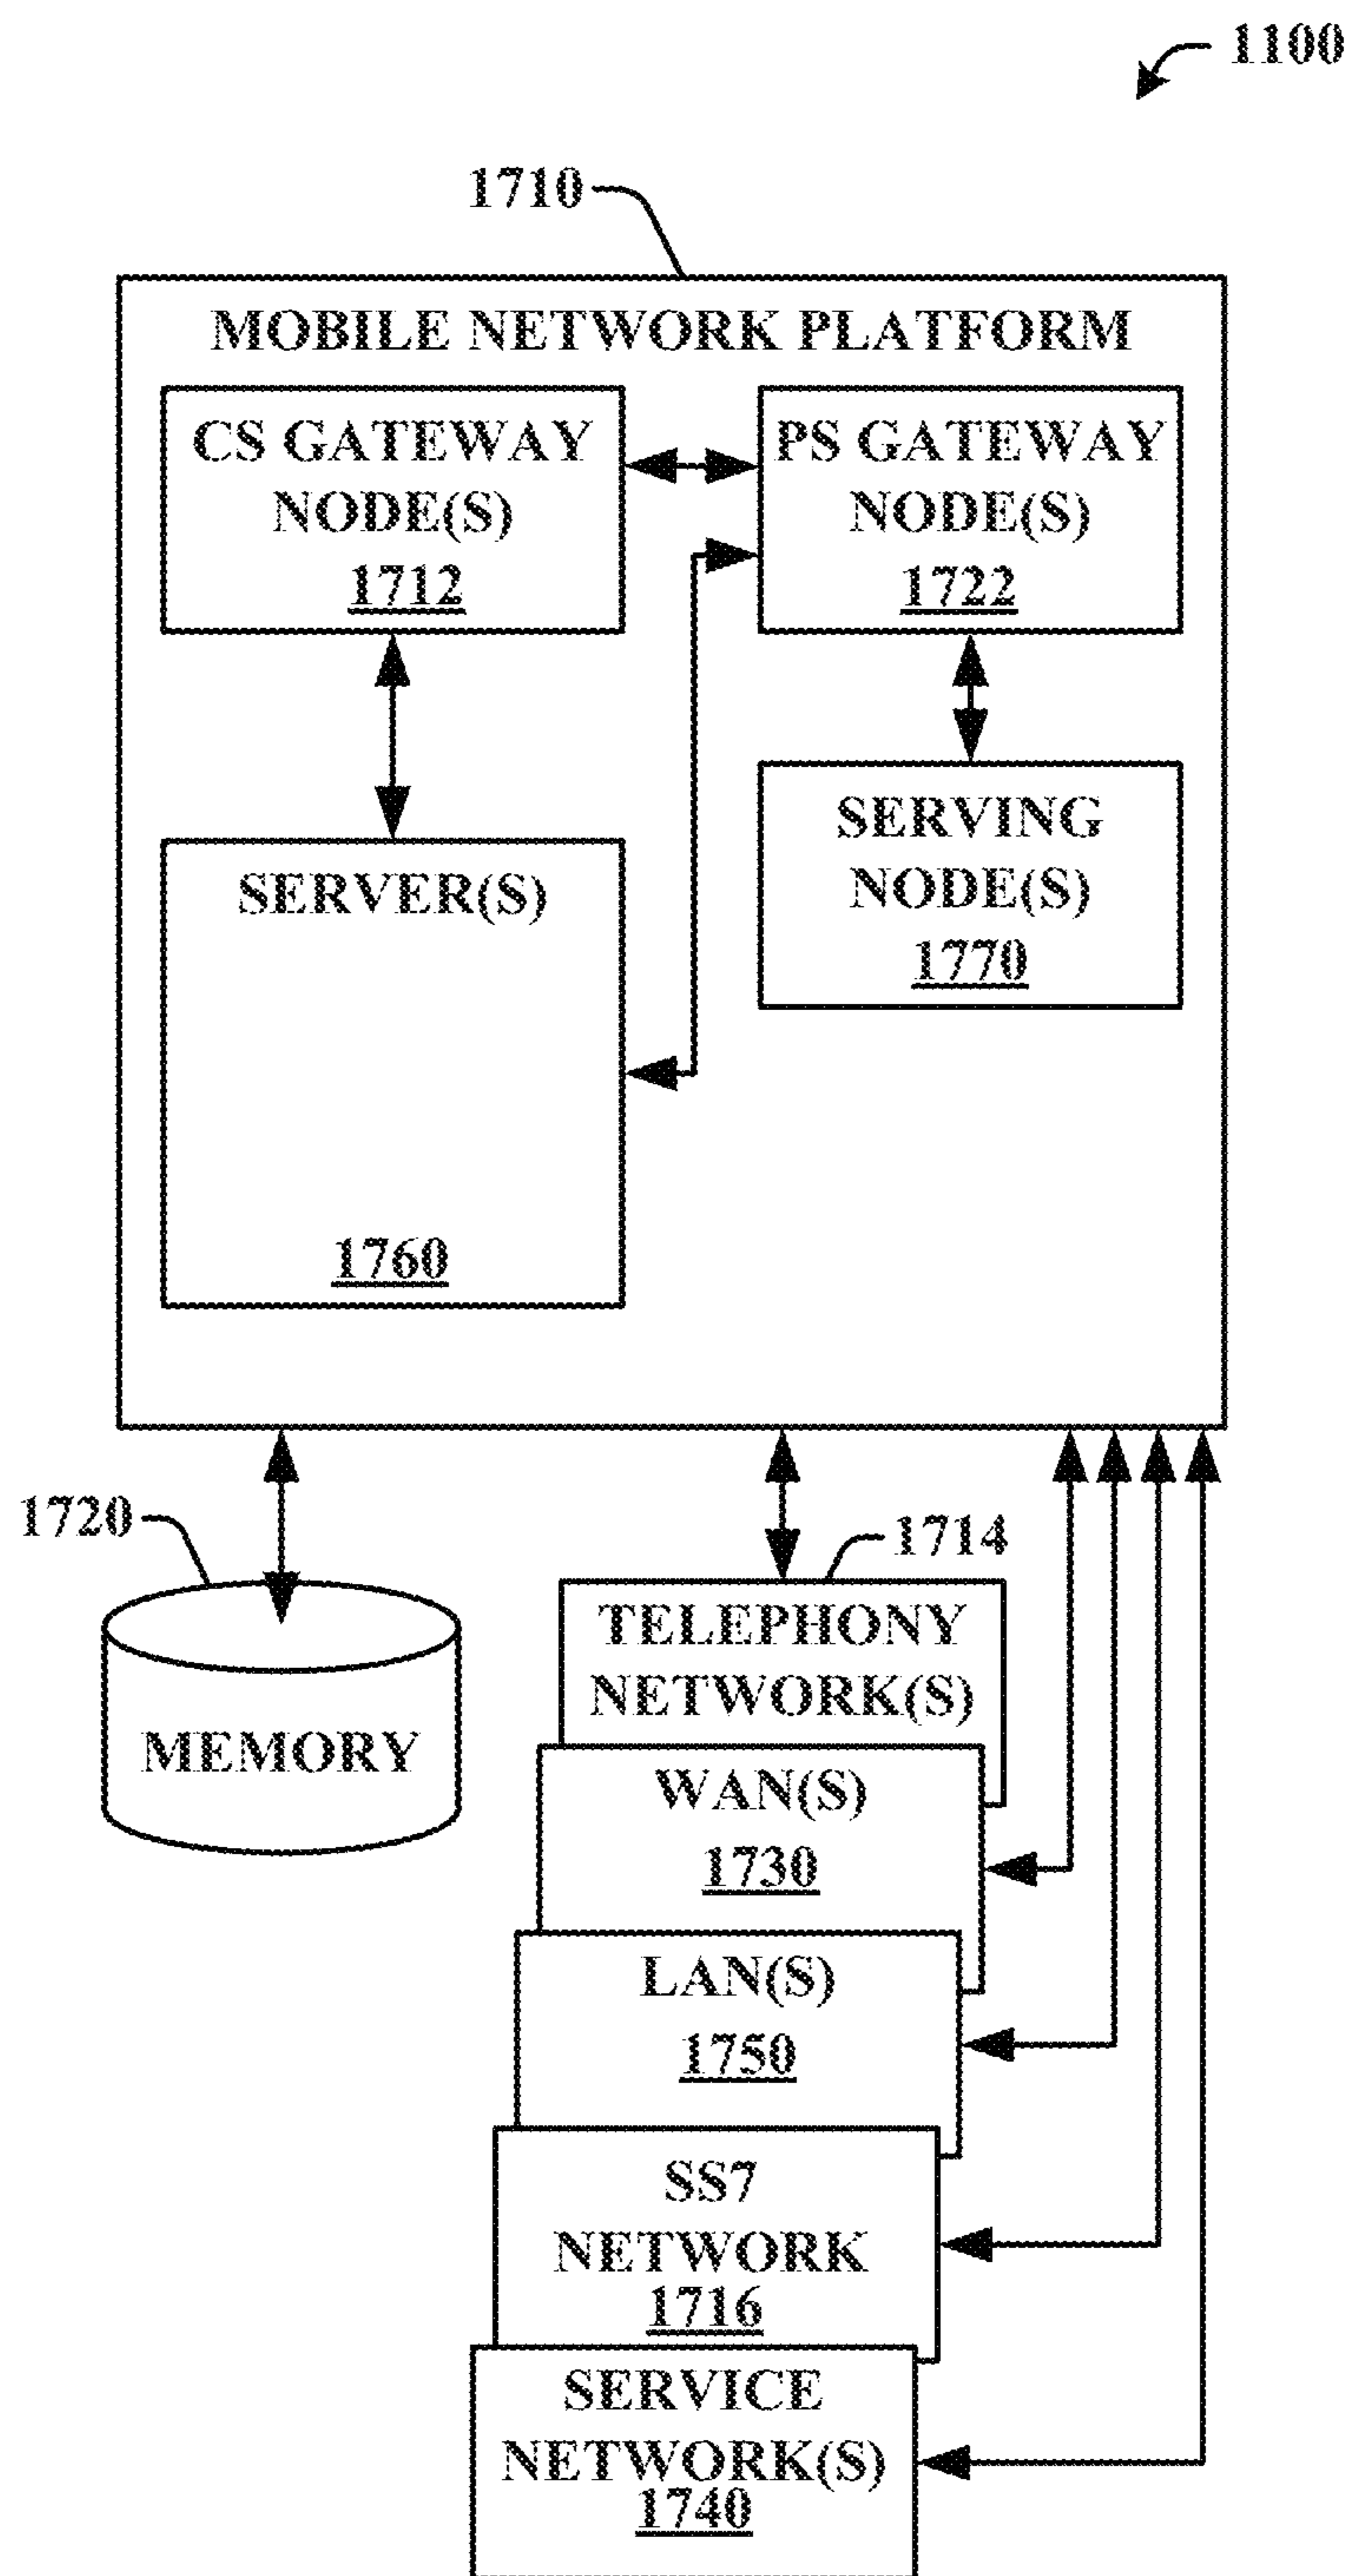 1100
1710
MOBILE NETWORK PLATFORM
CS GATEWAY
NODE(S)
1712
PS GATEWAY
NODE(S)
1722
SERVING
NODE(S)
1770
SERVER(S)
1760
1720
MEMORY
1714
TELEPHONY
NETWORK(S)
WAN(S)
1730
LAN(S)
1750
SS7
NETWORK
1716
SERVICE
NETWORK(S)
1740